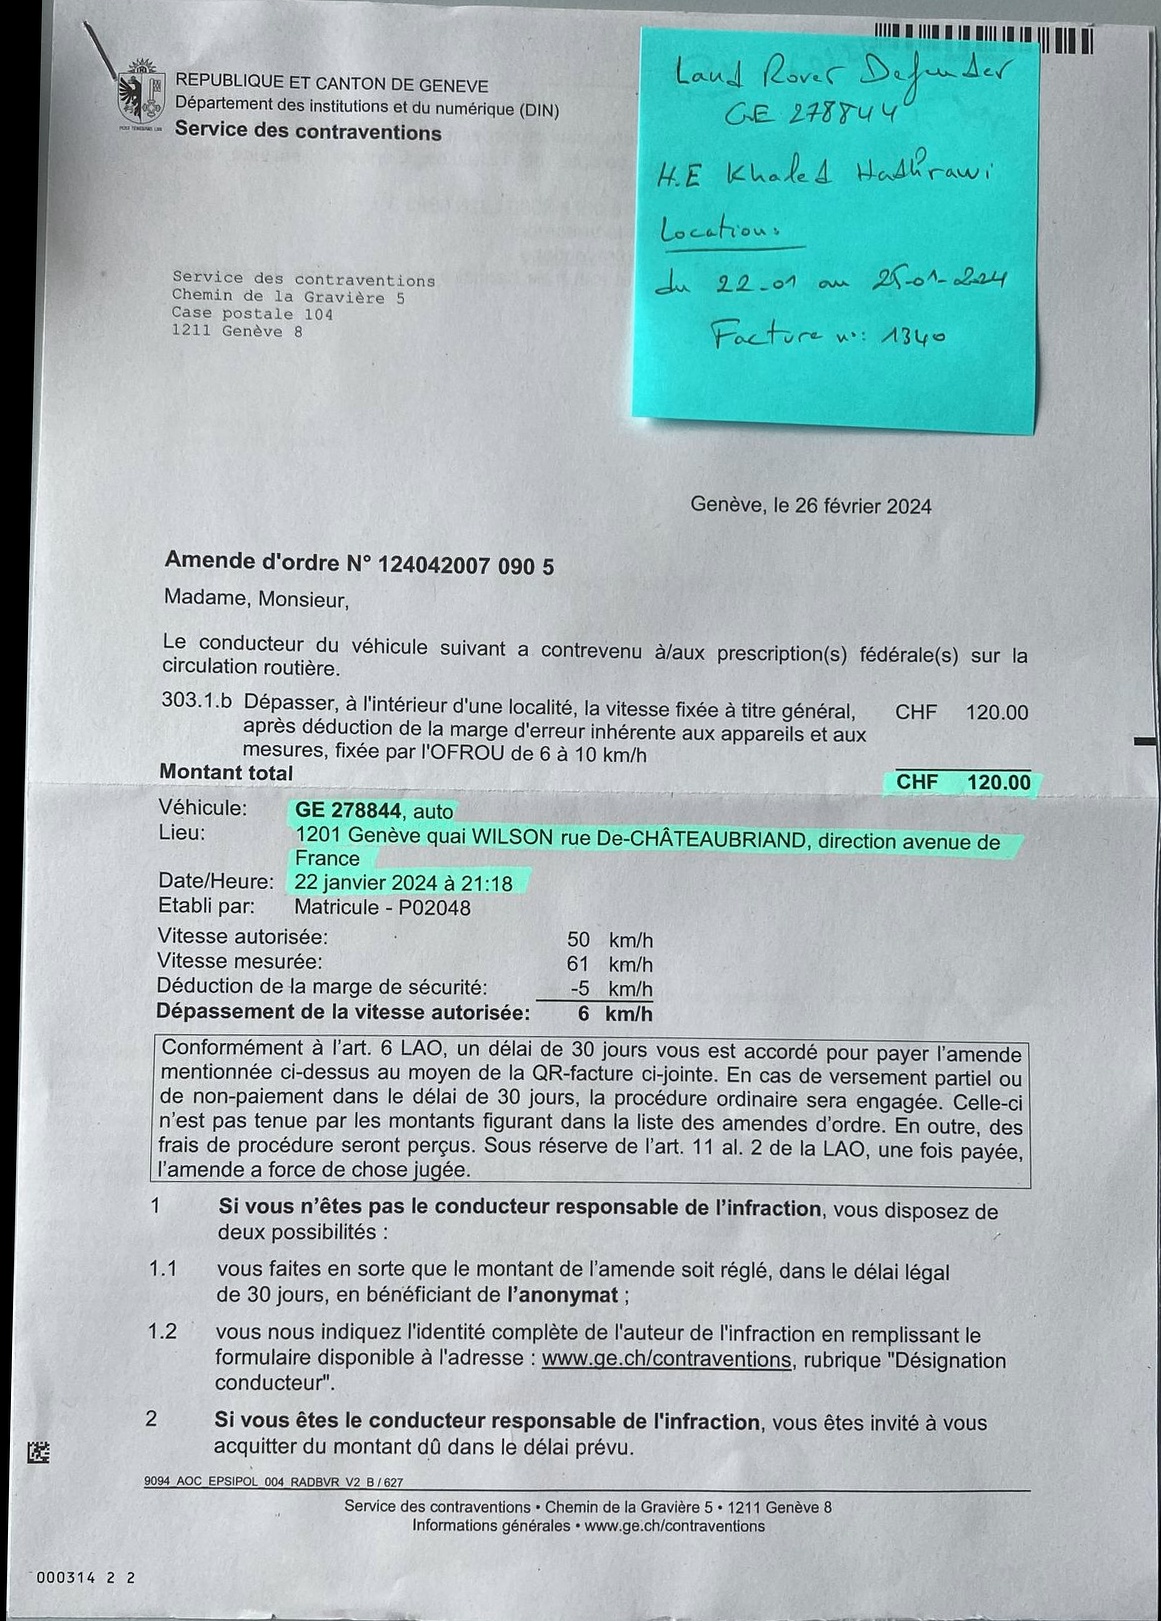 REPUBLIQUE ET CANTON DE GENEVE
Département des institutions et du numérique (DIN)
Service des contraventions
POST TENEBRAS LUX
Land Rover Defender
GE 278844
H.E Khaled Hadhrawi
Location:
du 22-01 au 25-01-2024
Facture n°: 1340
Service des contraventions
Chemin de la Gravière 5
Case postale 104
1211 Genève 8
Genève, le 26 février 2024
Amende d'ordre N° 124042007 090 5
Madame, Monsieur,
Le conducteur du véhicule suivant a contrevenu à/aux prescription(s) fédérale(s) sur la
circulation routière.
303.1.b Dépasser, à l'intérieur d'une localité, la vitesse fixée à titre général, CHF 120.00
après déduction de la marge d'erreur inhérente aux appareils et aux
mesures, fixée par l'OFROU de 6 à 10 km/h
Montant total CHF 120.00
Véhicule: GE 278844, auto
Lieu: 1201 Genève quai WILSON rue De-CHÂTEAUBRIAND, direction avenue de
France
Date/Heure: 22 janvier 2024 à 21:18
Etabli par: Matricule - P02048
Vitesse autorisée: 50 km/h
Vitesse mesurée: 61 km/h
Déduction de la marge de sécurité: -5 km/h
Dépassement de la vitesse autorisée: 6 km/h
Conformément à l'art. 6 LAO, un délai de 30 jours vous est accordé pour payer l'amende
mentionnée ci-dessus au moyen de la QR-facture ci-jointe. En cas de versement partiel ou
de non-paiement dans le délai de 30 jours, la procédure ordinaire sera engagée. Celle-ci
n'est pas tenue par les montants figurant dans la liste des amendes d'ordre. En outre, des
frais de procédure seront perçus. Sous réserve de l'art. 11 al. 2 de la LAO, une fois payée,
l'amende a force de chose jugée.
1 Si vous n'êtes pas le conducteur responsable de l'infraction, vous disposez de
deux possibilités :
1.1 vous faites en sorte que le montant de l'amende soit réglé, dans le délai légal
de 30 jours, en bénéficiant de l'anonymat ;
1.2 vous nous indiquez l'identité complète de l'auteur de l'infraction en remplissant le
formulaire disponible à l'adresse : www.ge.ch/contraventions, rubrique "Désignation
conducteur".
2 Si vous êtes le conducteur responsable de l'infraction, vous êtes invité à vous
acquitter du montant dû dans le délai prévu.
9094_AOC_EPSIPOL_004_RADBVR_V2_B / 627
Service des contraventions • Chemin de la Gravière 5 • 1211 Genève 8
Informations générales • www.ge.ch/contraventions
000314 2 2